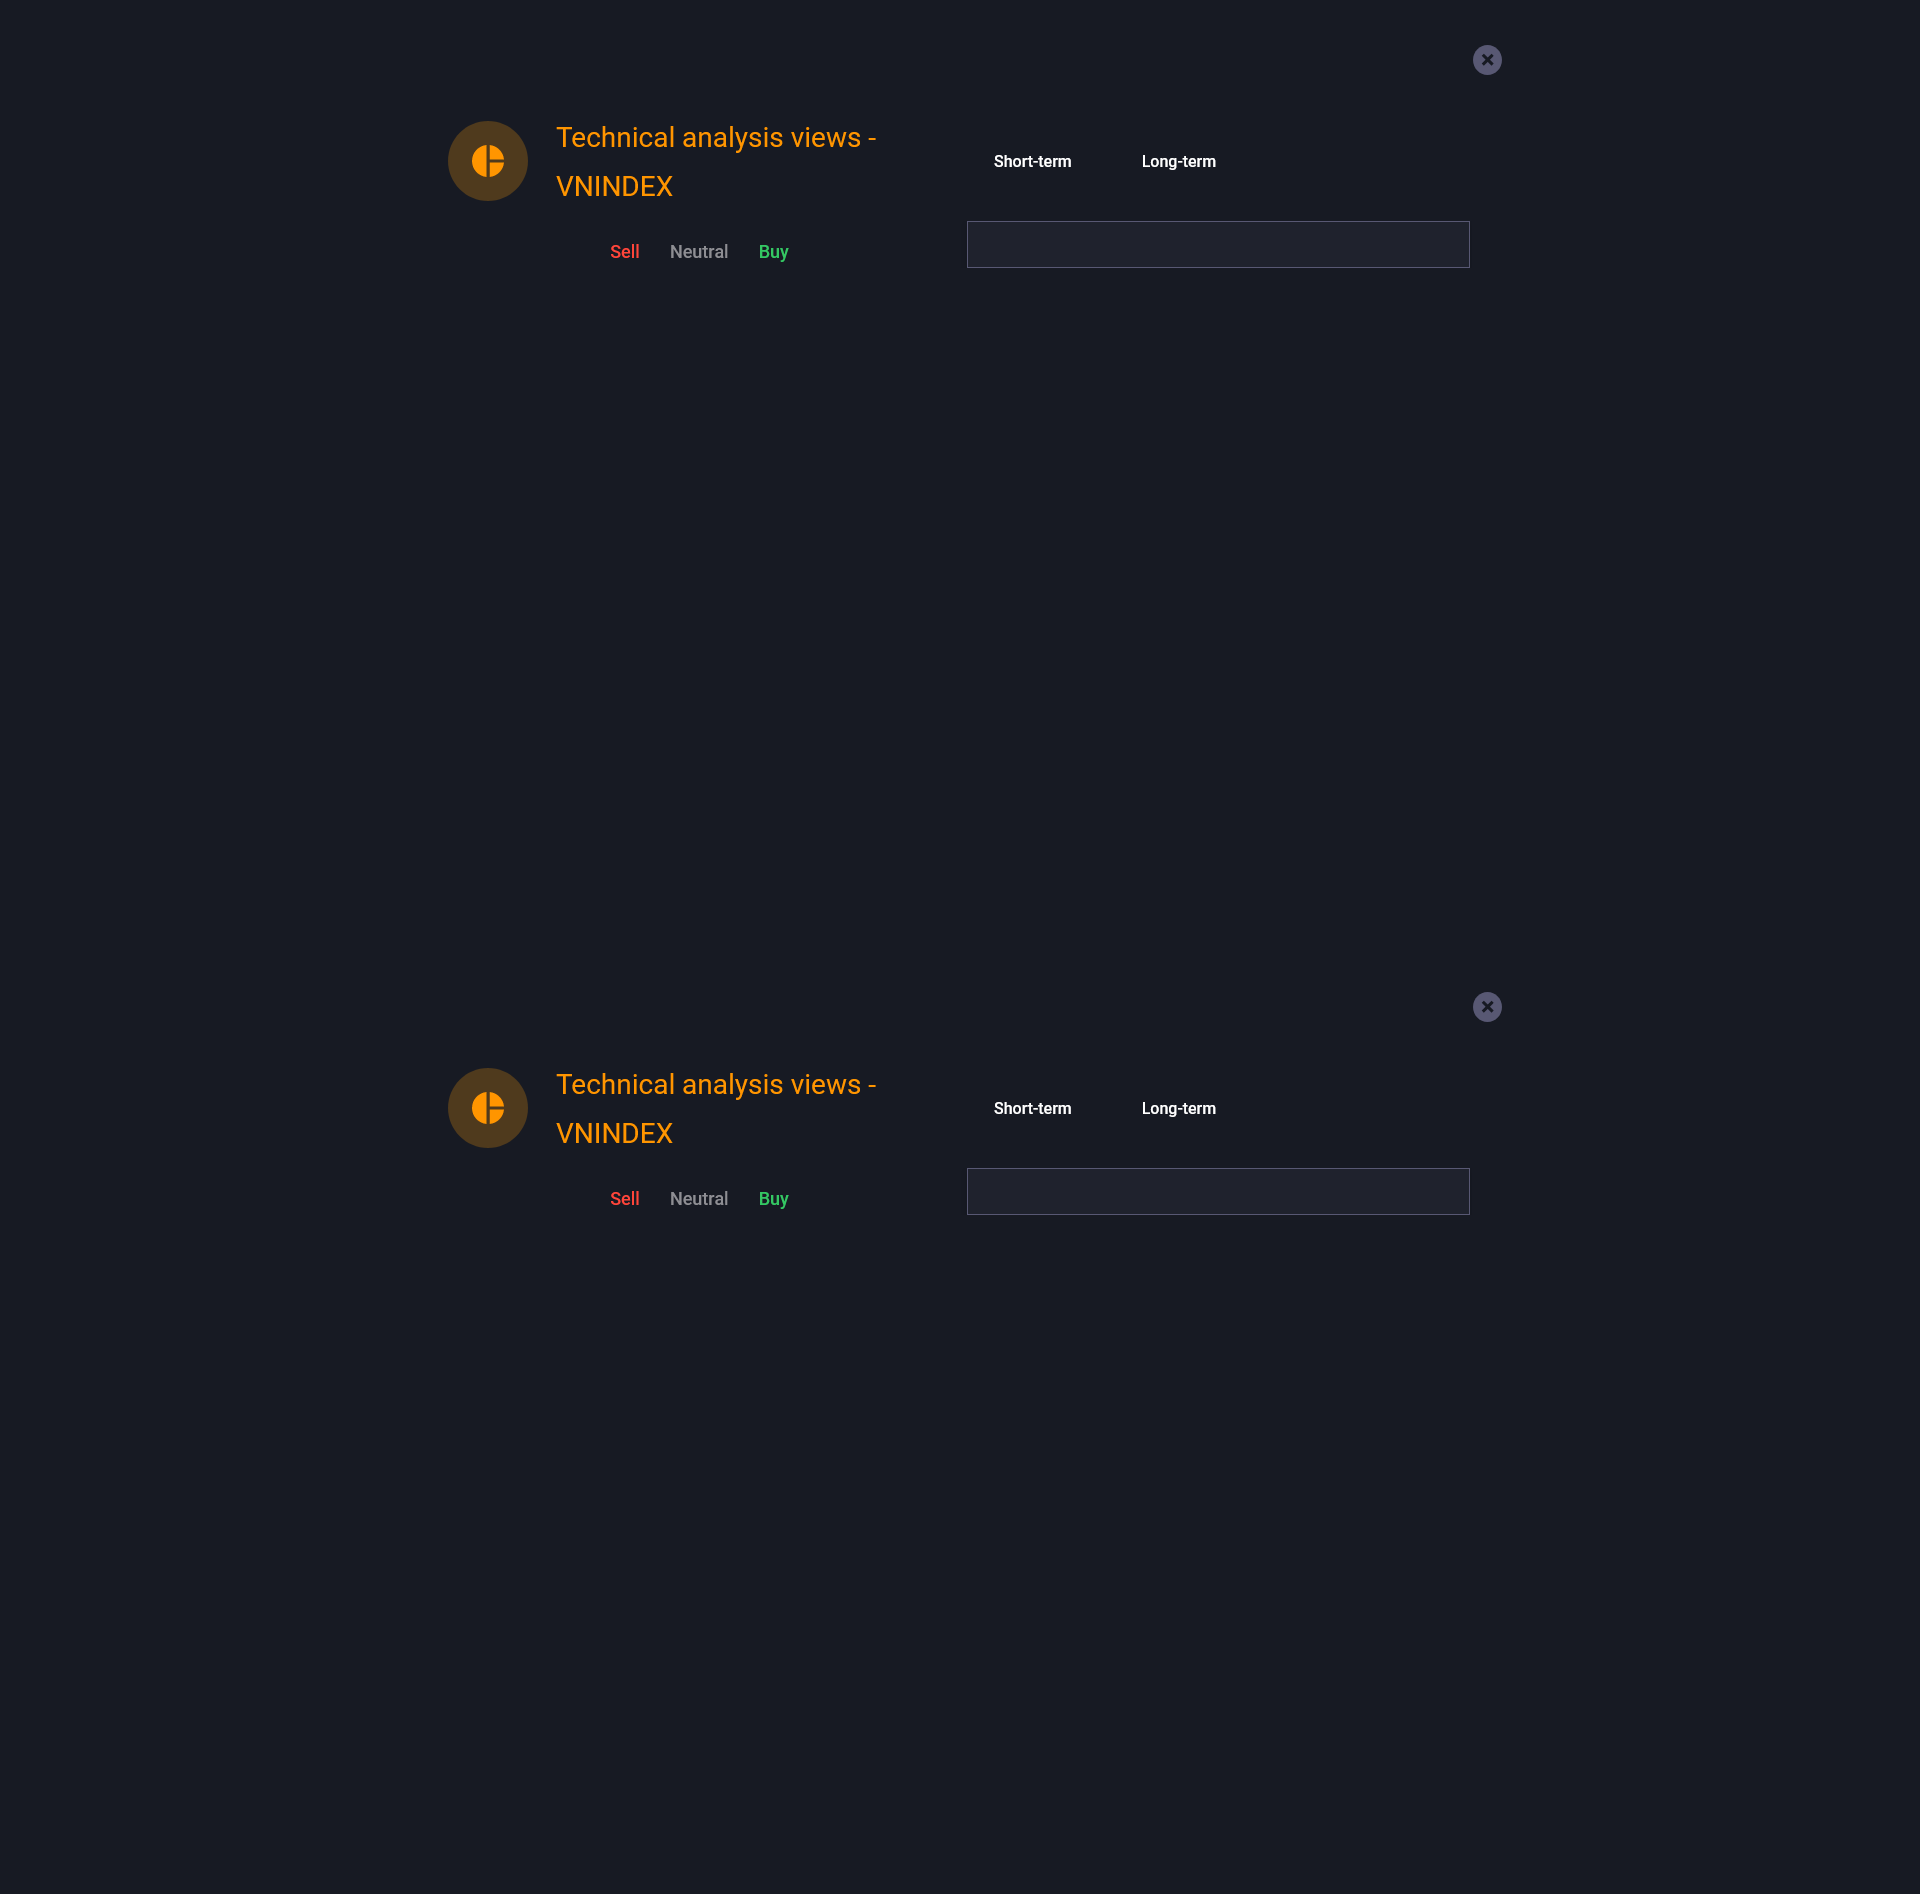 Technical analysis views -
VNINDEX
Short-term Long-term
Sell Neutral Buy
Technical analysis views -
VNINDEX
Short-term Long-term
Sell Neutral Buy